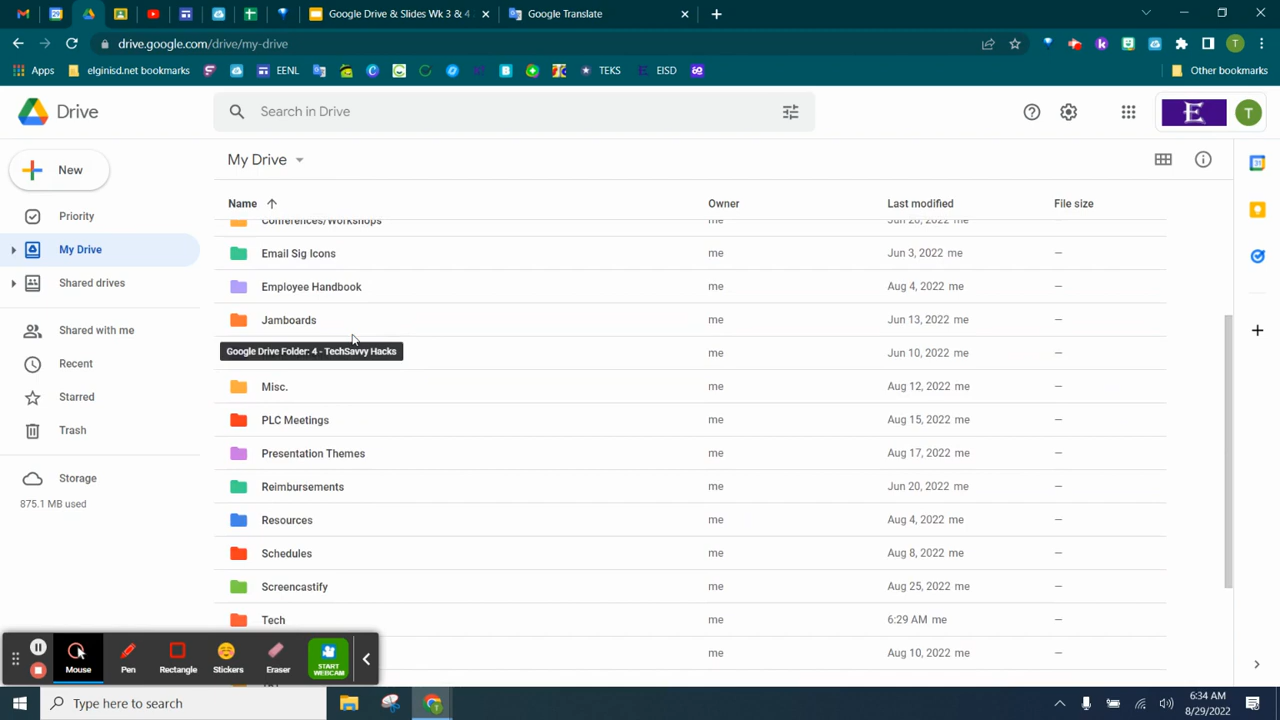 Google Drive & Slides Wk 3 & 4
Google Translate
drive.google.com/drive/my-drive
Apps
elginisd.net bookmarks
EENL
TEKS
EISD
Other bookmarks
Drive
Search in Drive
E
T
New
My Drive
Priority
My Drive
Shared drives
Shared with me
Recent
Starred
Trash
Storage
875.1 MB used
Name Owner Last modified File size
Conferences/Workshops me Jun 20, 2022 me —
Email Sig Icons me Jun 3, 2022 me —
Employee Handbook me Aug 4, 2022 me —
Jamboards me Jun 13, 2022 me —
Google Drive Folder: 4 - TechSavvy Hacks
me Jun 10, 2022 me —
Misc. me Aug 12, 2022 me —
PLC Meetings me Aug 15, 2022 me —
Presentation Themes me Aug 17, 2022 me —
Reimbursements me Jun 20, 2022 me —
Resources me Aug 4, 2022 me —
Schedules me Aug 8, 2022 me —
Screencastify me Aug 25, 2022 me —
Tech me 6:29 AM me —
me Aug 10, 2022 me —
Mouse
Pen
Rectangle
Stickers
Eraser
START
WEBCAM
Type here to search
6:34 AM
8/29/2022